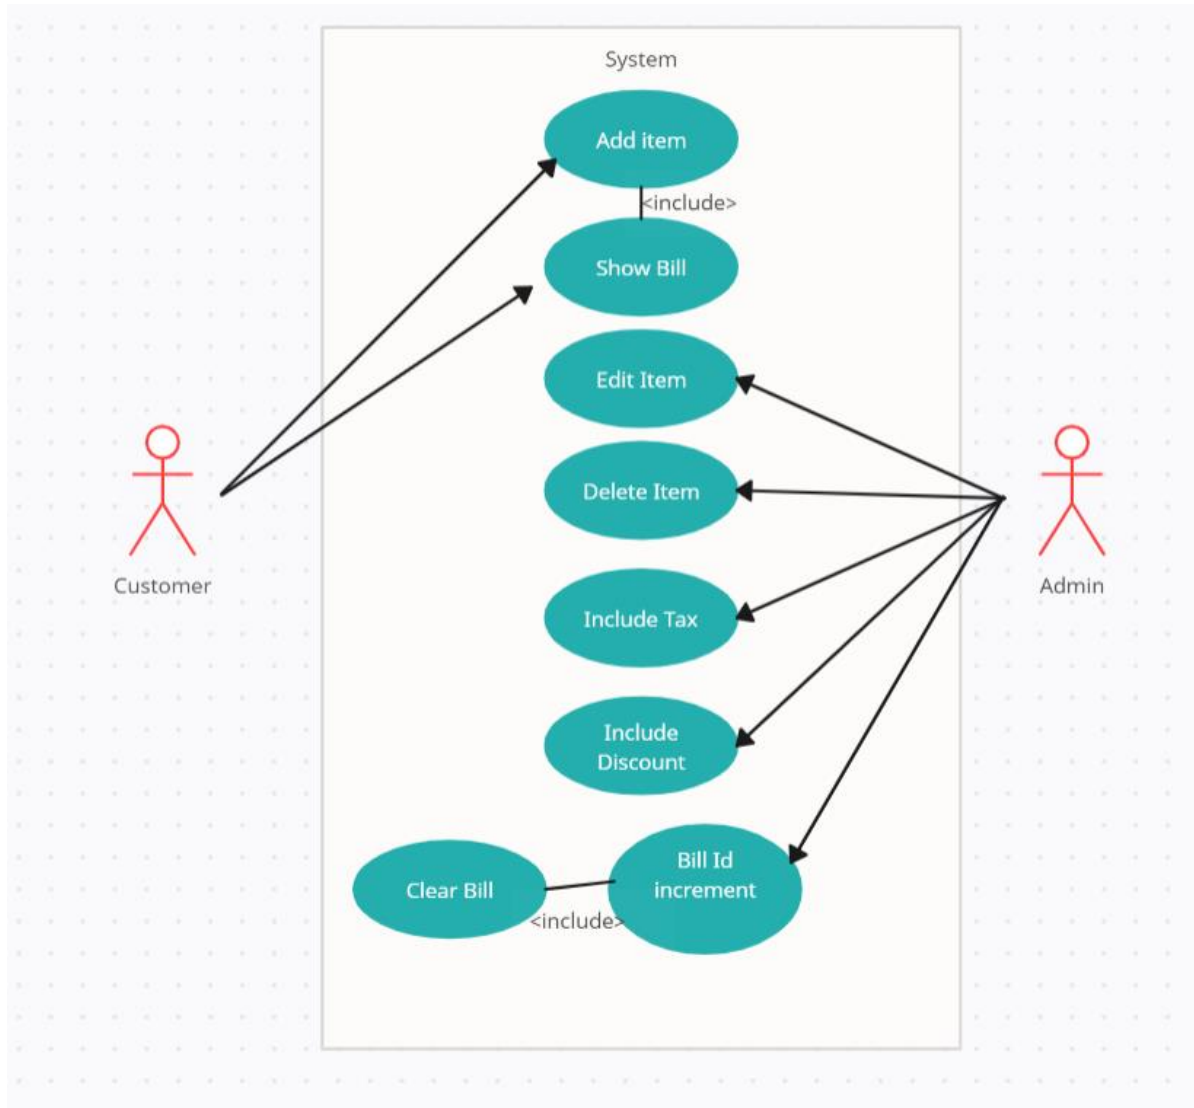 System
Add item
<include>
Show Bill
Edit Item
Delete Item
Customer
Admin
Include Tax
Include
Discount
Bill Id
increment
Clear Bill
<include>